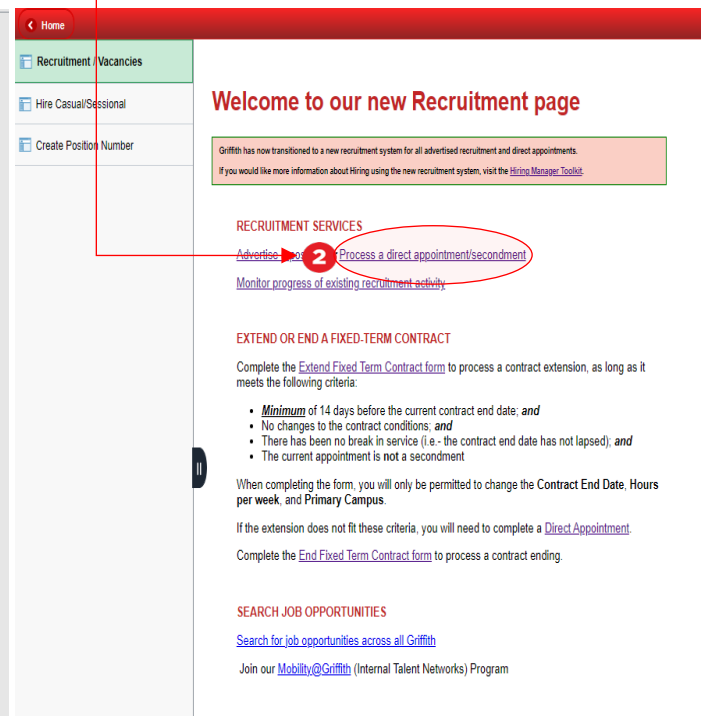 Home
Recruitment / Vacancies
Hire Casual/Sessional
Create Position Number
Welcome to our new Recruitment page
Griffith has now transitioned to a new recruitment system for all advertised recruitment and direct appointments.
If you would like more information about Hiring using the new recruitment system, visit the Hiring Manager Toolkit.
RECRUITMENT SERVICES
Advertise 2 Process a direct appointment/secondment
Monitor progress of existing recruitment activity
EXTEND OR END A FIXED-TERM CONTRACT
Complete the Extend Fixed Term Contract form to process a contract extension, as long as it
meets the following criteria:
• Minimum of 14 days before the current contract end date; and
• No changes to the contract conditions; and
• There has been no break in service (i.e.- the contract end date has not lapsed); and
• The current appointment is not a secondment
When completing the form, you will only be permitted to change the Contract End Date, Hours
per week, and Primary Campus.
If the extension does not fit these criteria, you will need to complete a Direct Appointment.
Complete the End Fixed Term Contract form to process a contract ending.
SEARCH JOB OPPORTUNITIES
Search for job opportunities across all Griffith
Join our Mobility@Griffith (Internal Talent Networks) Program